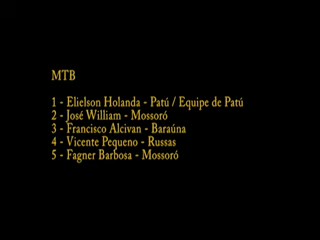 MTB
1 - Elielson Holanda - Patú / Equipe de Patú
2 - José William - Mossoró
3 - Francisco Alcivan - Baraúna
4 - Vicente Pequeno - Russas
5 - Fagner Barbosa - Mossoró